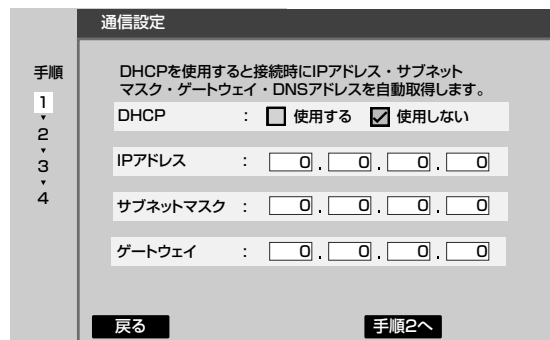 通信設定
手順
1
2
3
4
DHCPを使用すると接続時にIPアドレス・サブネット
マスク・ゲートウェイ・DNSアドレスを自動取得します。
DHCP : 使用する 使用しない
IPアドレス : 0 . 0 . 0 . 0
サブネットマスク : 0 . 0 . 0 . 0
ゲートウェイ : 0 . 0 . 0 . 0
戻る 手順2へ